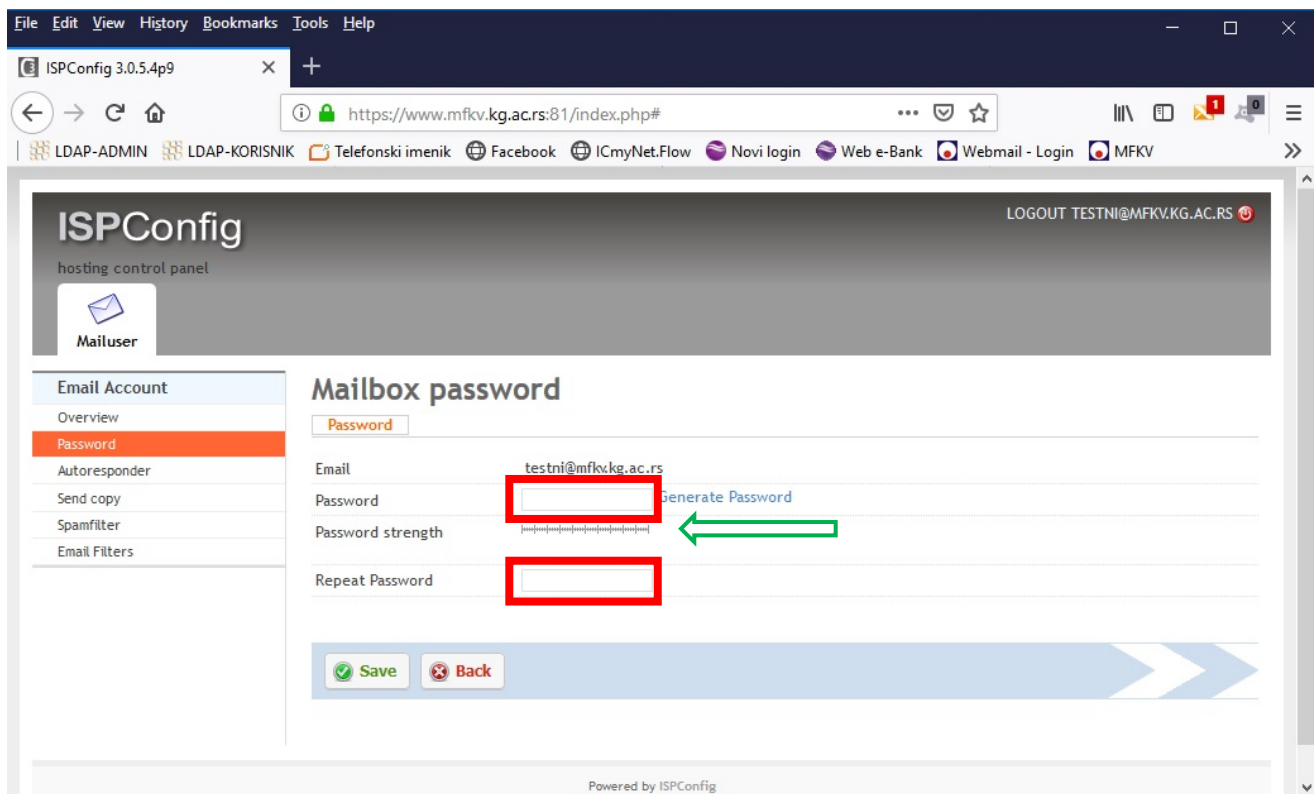 File Edit View History Bookmarks Tools Help
ISPConfig 3.0.5.4p9
https://www.mfkv.kg.ac.rs:81/index.php#
1 0
LDAP-ADMIN LDAP-KORISNIK Telefonski imenik Facebook ICmyNet.Flow Novi login Web e-Bank Webmail - Login MFKV
ISPConfig
LOGOUT TESTNI@MFKV.KG.AC.RS
hosting control panel
Mailuser
Email Account
Overview
Password
Autoresponder
Send copy
Spamfilter
Email Filters
Mailbox password
Password
Email testni@mfkv.kg.ac.rs
Password Generate Password
Password strength
Repeat Password
Save Back
Powered by ISPConfig